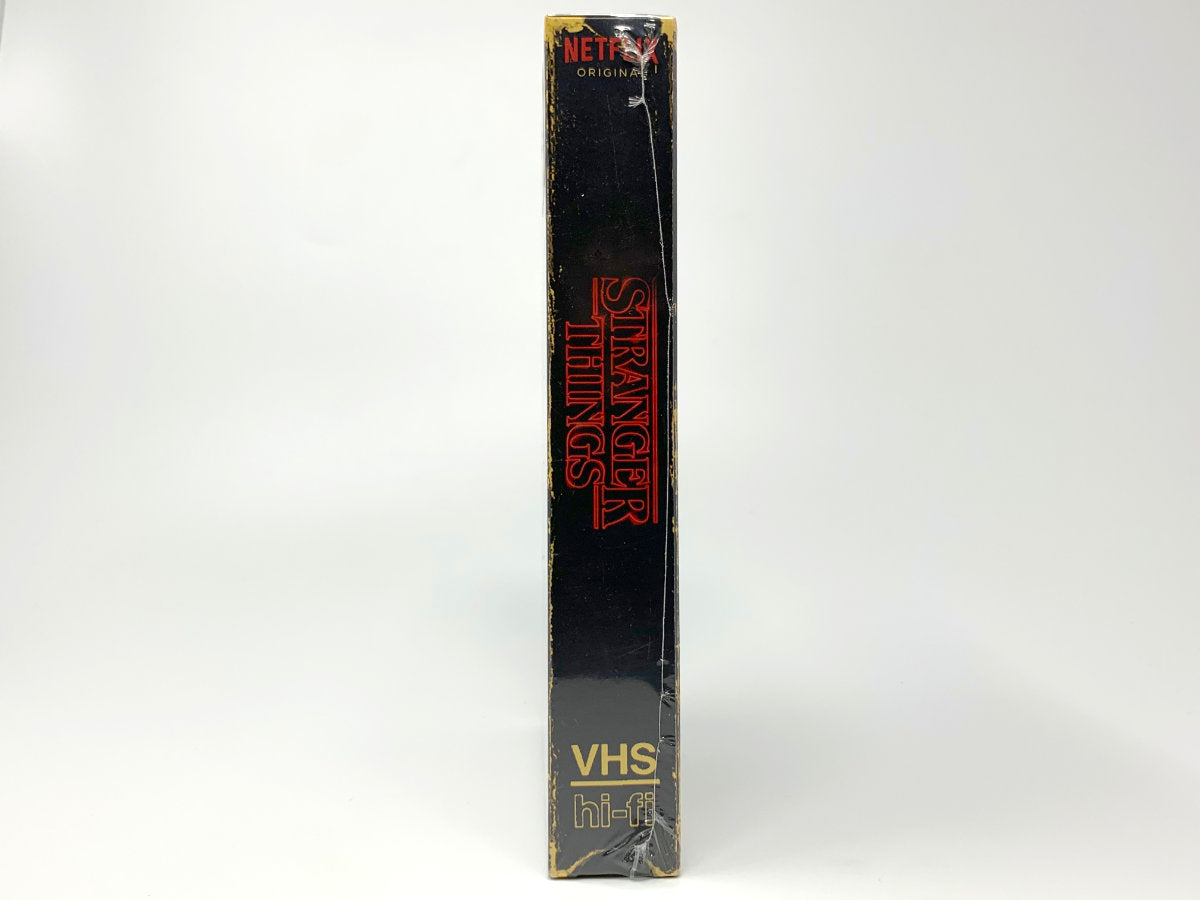 NETFLIX
ORIGINAL
STRANGER
THINGS
VHS
hi-fi